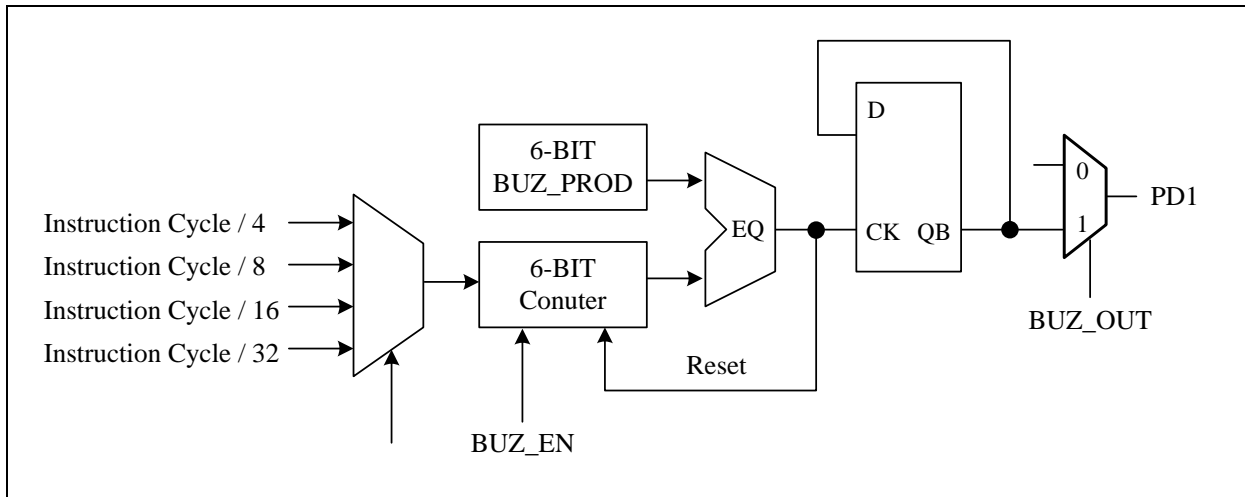 Instruction Cycle / 4
Instruction Cycle / 8
Instruction Cycle / 16
Instruction Cycle / 32
6-BIT
BUZ_PROD
6-BIT
Conuter
BUZ_EN
EQ
Reset
D
CK QB
0
1
PD1
BUZ_OUT